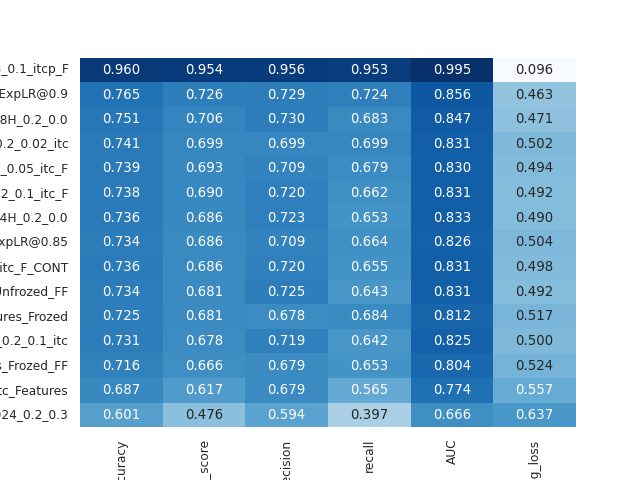 _0.1_itcp_F 0.960 0.954 0.956 0.953 0.995 0.096
ExpLR@0.9 0.765 0.726 0.729 0.724 0.856 0.463
8H_0.2_0.0 0.751 0.706 0.730 0.683 0.847 0.471
0.2_0.02_itc 0.741 0.699 0.699 0.699 0.831 0.502
_0.05_itc_F 0.739 0.693 0.709 0.679 0.830 0.494
2_0.1_itc_F 0.738 0.690 0.720 0.662 0.831 0.492
4H_0.2_0.0 0.736 0.686 0.723 0.653 0.833 0.490
xpLR@0.85 0.734 0.686 0.709 0.664 0.826 0.504
itc_F_CONT 0.736 0.686 0.720 0.655 0.831 0.498
Unfrozed_FF 0.734 0.681 0.725 0.643 0.831 0.492
ures_Frozed 0.725 0.681 0.678 0.684 0.812 0.517
_0.2_0.1_itc 0.731 0.678 0.719 0.642 0.825 0.500
s_Frozed_FF 0.716 0.666 0.679 0.653 0.804 0.524
tc_Features 0.687 0.617 0.679 0.565 0.774 0.557
024_0.2_0.3 0.601 0.476 0.594 0.397 0.666 0.637
curacy _score ecision recall AUC g_loss